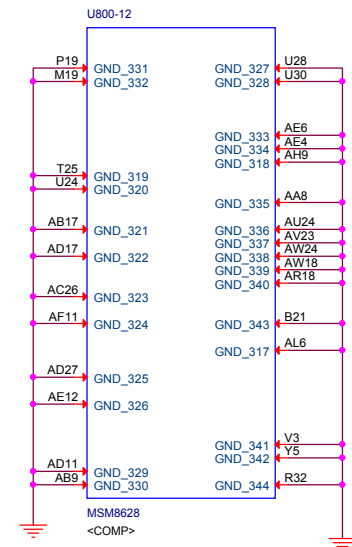 U800-12
P19 GND_331 GND_327 U28
M19 GND_332 GND_328 U30
GND_333 AE6
GND_334 AE4
GND_318 AH9
T25 GND_319
U24 GND_320
GND_335 AA8
AB17 GND_321 GND_336 AU24
GND_337 AV23
AD17 GND_322 GND_338 AW24
GND_339 AW18
GND_340 AR18
AC26 GND_323
AF11 GND_324 GND_343 B21
GND_317 AL6
AD27 GND_325
AE12 GND_326
GND_341 V3
GND_342 Y5
AD11 GND_329
AB9 GND_330 GND_344 R32
MSM8628
<COMP>